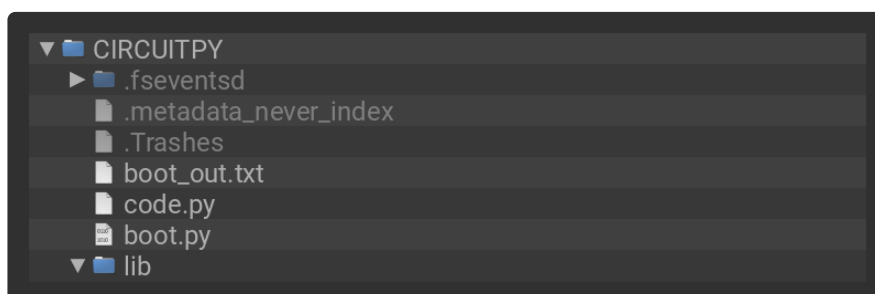 CIRCUITPY
.fseventsd
.metadata_never_index
.Trashes
boot_out.txt
code.py
boot.py
lib